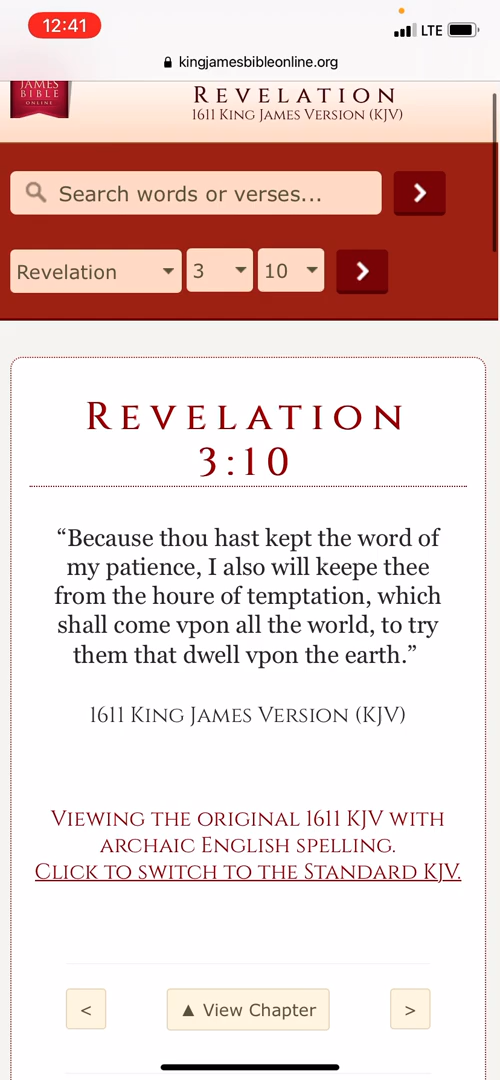 12:41
LTE
kingjamesbibleonline.org
JAMES
BIBLE
ONLINE
REVELATION
1611 KING JAMES VERSION (KJV)
Search words or verses...
Revelation 3 10
REVELATION
3:10
“Because thou hast kept the word of
my patience, I also will keepe thee
from the houre of temptation, which
shall come vpon all the world, to try
them that dwell vpon the earth.”
1611 KING JAMES VERSION (KJV)
VIEWING THE ORIGINAL 1611 KJV WITH
ARCHAIC ENGLISH SPELLING.
CLICK TO SWITCH TO THE STANDARD KJV.
< ▲ View Chapter >